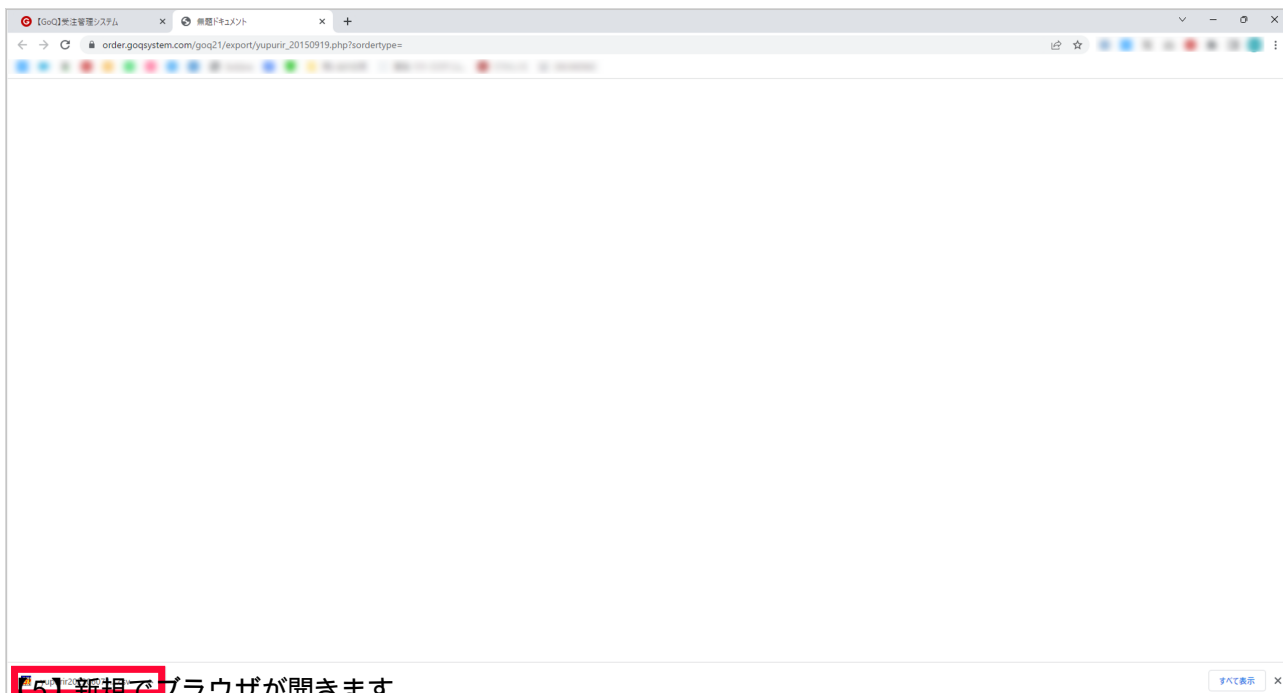 【GoQ】受注管理システム
無題ドキュメント
order.goqsystem.com/goq21/export/yupurir_20150919.php?sordertype=
【5】新規でブラウザが開きます
すべて表示